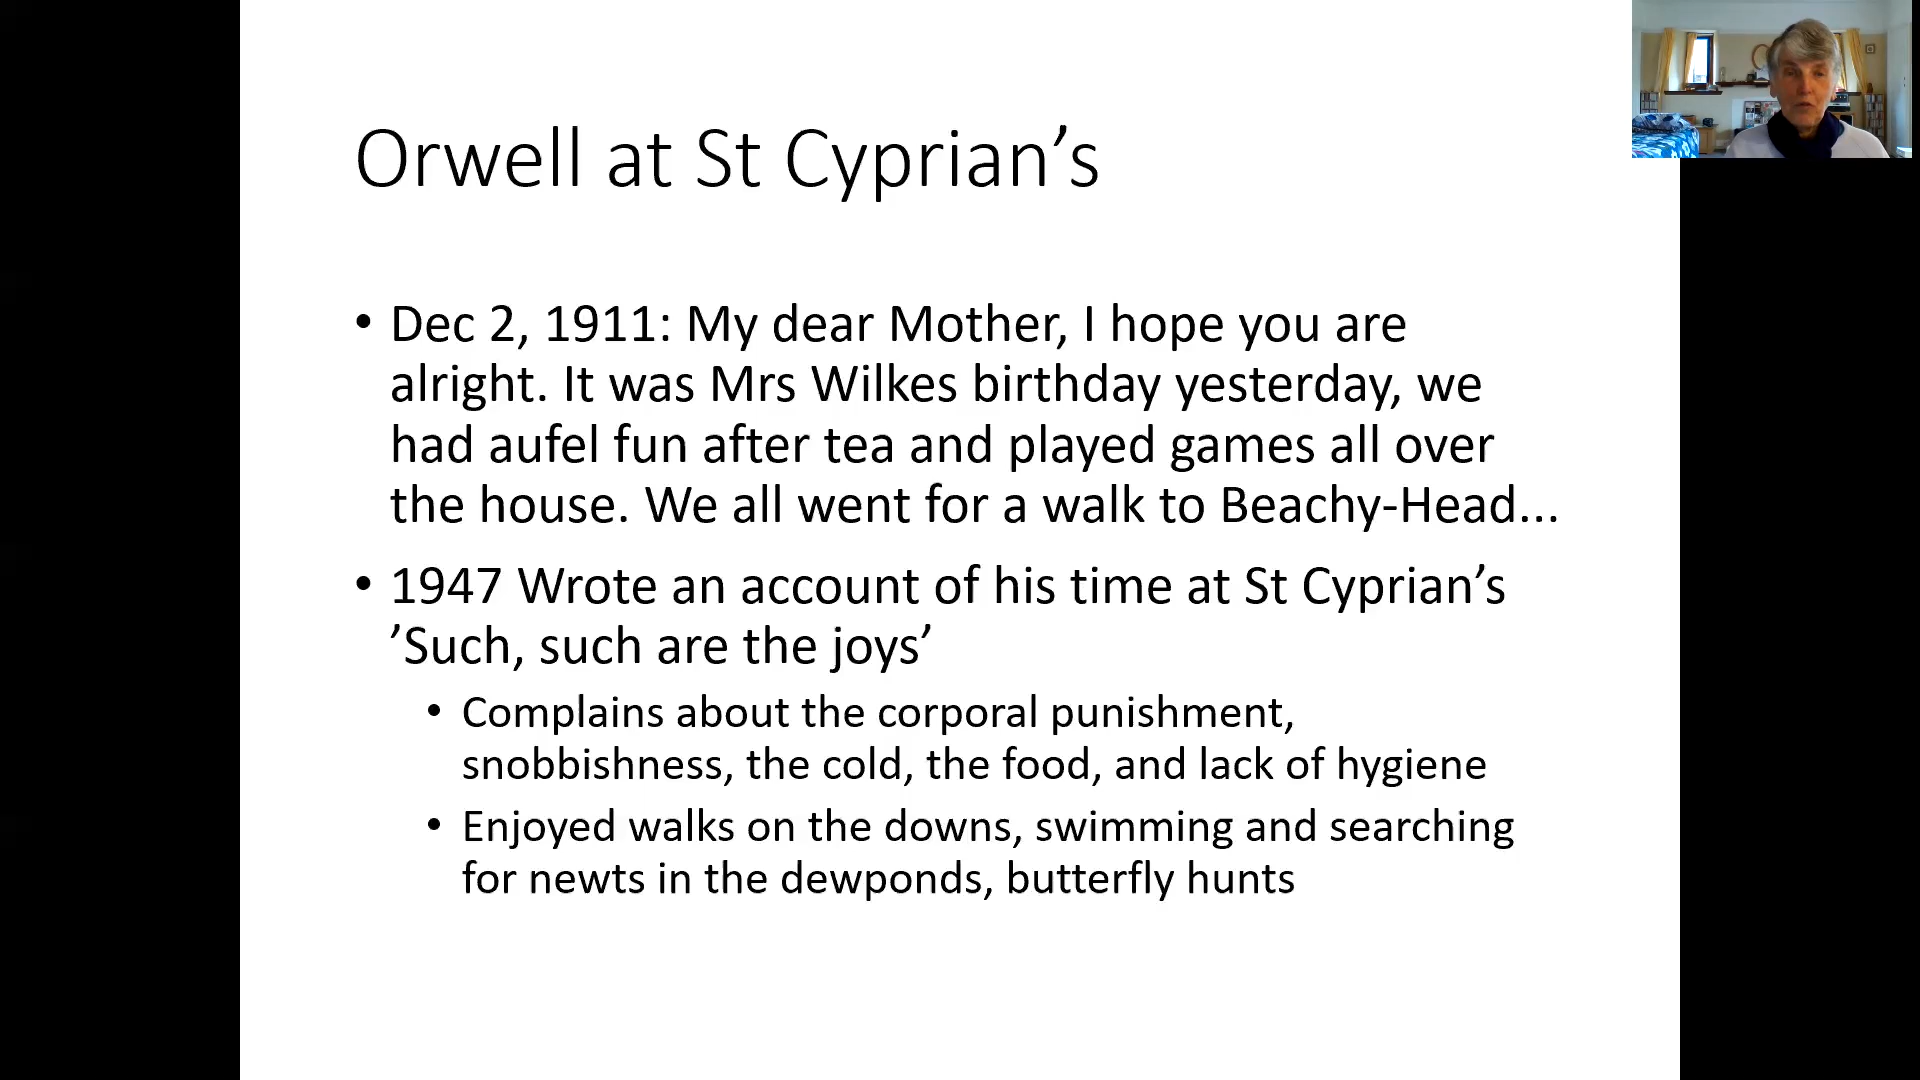 Orwell at St Cyprian’s
• Dec 2, 1911: My dear Mother, I hope you are
alright. It was Mrs Wilkes birthday yesterday, we
had aufel fun after tea and played games all over
the house. We all went for a walk to Beachy-Head...
• 1947 Wrote an account of his time at St Cyprian’s
’Such, such are the joys’
• Complains about the corporal punishment,
snobbishness, the cold, the food, and lack of hygiene
• Enjoyed walks on the downs, swimming and searching
for newts in the dewponds, butterfly hunts